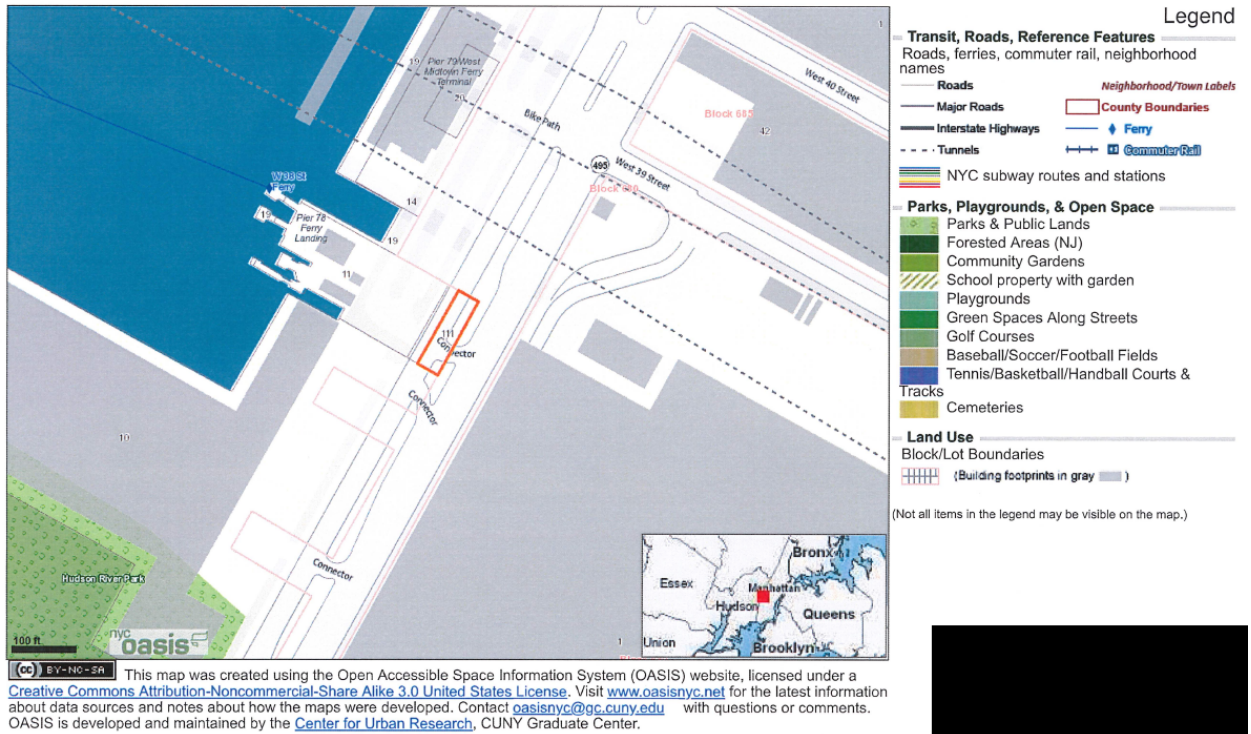 1
19
Pier 79/West
Midtown Ferry
Terminal
20
West 40 Street
Block 685
42
Bike Path
495
West 39 Street
Block 680
W 38 St
Ferry
14
19
Pier 78
Ferry
Landing
19
11
111
Connector
Connector
10
Connector
Hudson River Park
100 ft
nyc
oasis
1
Bronx
Essex
Manhattan
Hudson
Queens
Union
Brooklyn
Legend
Transit, Roads, Reference Features
Roads, ferries, commuter rail, neighborhood
names
Roads
Neighborhood/Town Labels
Major Roads
County Boundaries
Interstate Highways
Ferry
Tunnels
Commuter Rail
NYC subway routes and stations
Parks, Playgrounds, & Open Space
Parks & Public Lands
Forested Areas (NJ)
Community Gardens
School property with garden
Playgrounds
Green Spaces Along Streets
Golf Courses
Baseball/Soccer/Football Fields
Tennis/Basketball/Handball Courts &
Tracks
Cemeteries
Land Use
Block/Lot Boundaries
(Building footprints in gray )
(Not all items in the legend may be visible on the map.)
(cc) BY-NC-SA This map was created using the Open Accessible Space Information System (OASIS) website, licensed under a
Creative Commons Attribution-Noncommercial-Share Alike 3.0 United States License. Visit www.oasisnyc.net for the latest information
about data sources and notes about how the maps were developed. Contact oasisnyc@gc.cuny.edu with questions or comments.
OASIS is developed and maintained by the Center for Urban Research, CUNY Graduate Center.